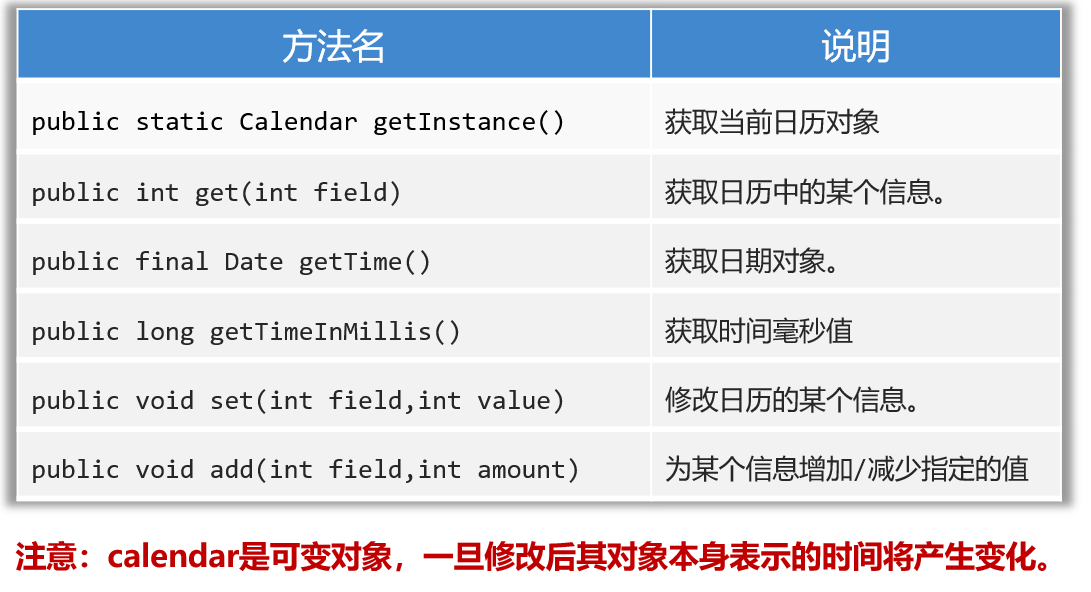 方法名 说明
public static Calendar getInstance() 获取当前日历对象
public int get(int field) 获取日历中的某个信息。
public final Date getTime() 获取日期对象。
public long getTimeInMillis() 获取时间毫秒值
public void set(int field,int value) 修改日历的某个信息。
public void add(int field,int amount) 为某个信息增加/减少指定的值
注意：calendar是可变对象，一旦修改后其对象本身表示的时间将产生变化。